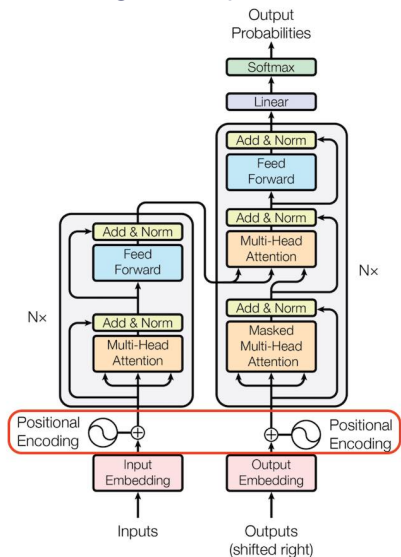 Output
Probabilities
Softmax
Linear
Add & Norm
Feed
Forward
Add & Norm
Multi-Head
Attention
Add & Norm
Masked
Multi-Head
Attention
N×
Add & Norm
Feed
Forward
Add & Norm
Multi-Head
Attention
N×
Positional
Encoding
Positional
Encoding
Input
Embedding
Output
Embedding
Inputs
Outputs
(shifted right)